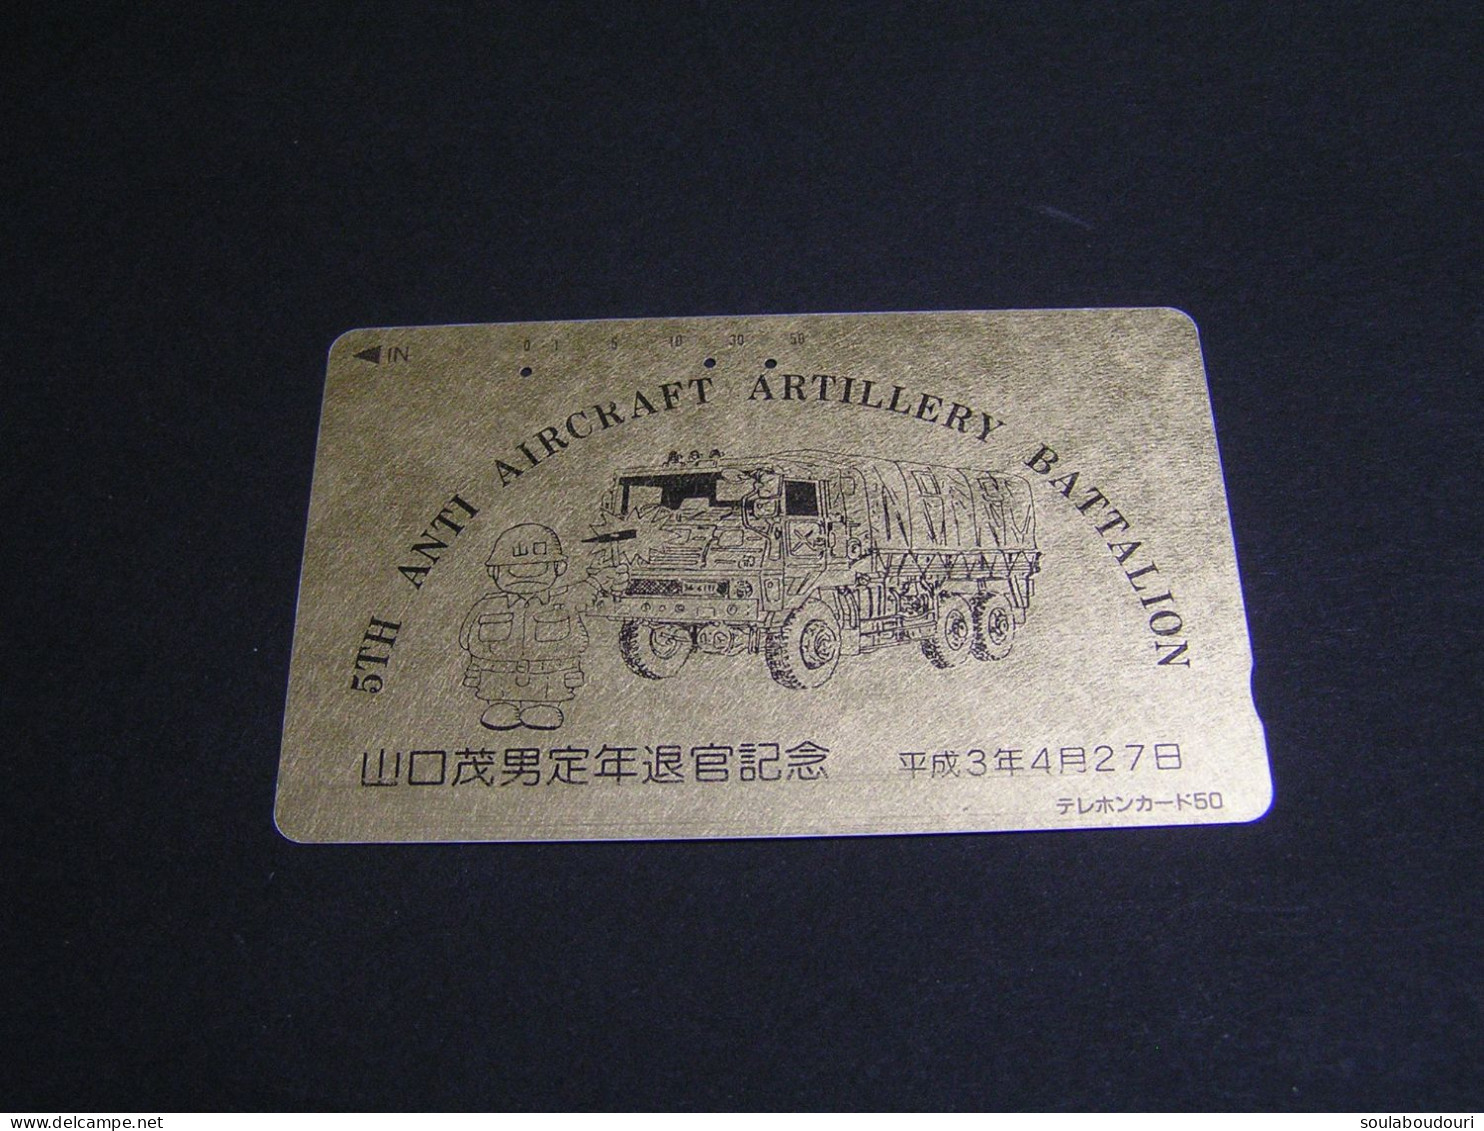 ◀IN
0 1 5 10 30 50
5TH ANTI AIRCRAFT ARTILLERY BATTALION
山口
山口茂男定年退官記念 平成3年4月27日
テレホンカード50
delcampe.net
soulaboudouri